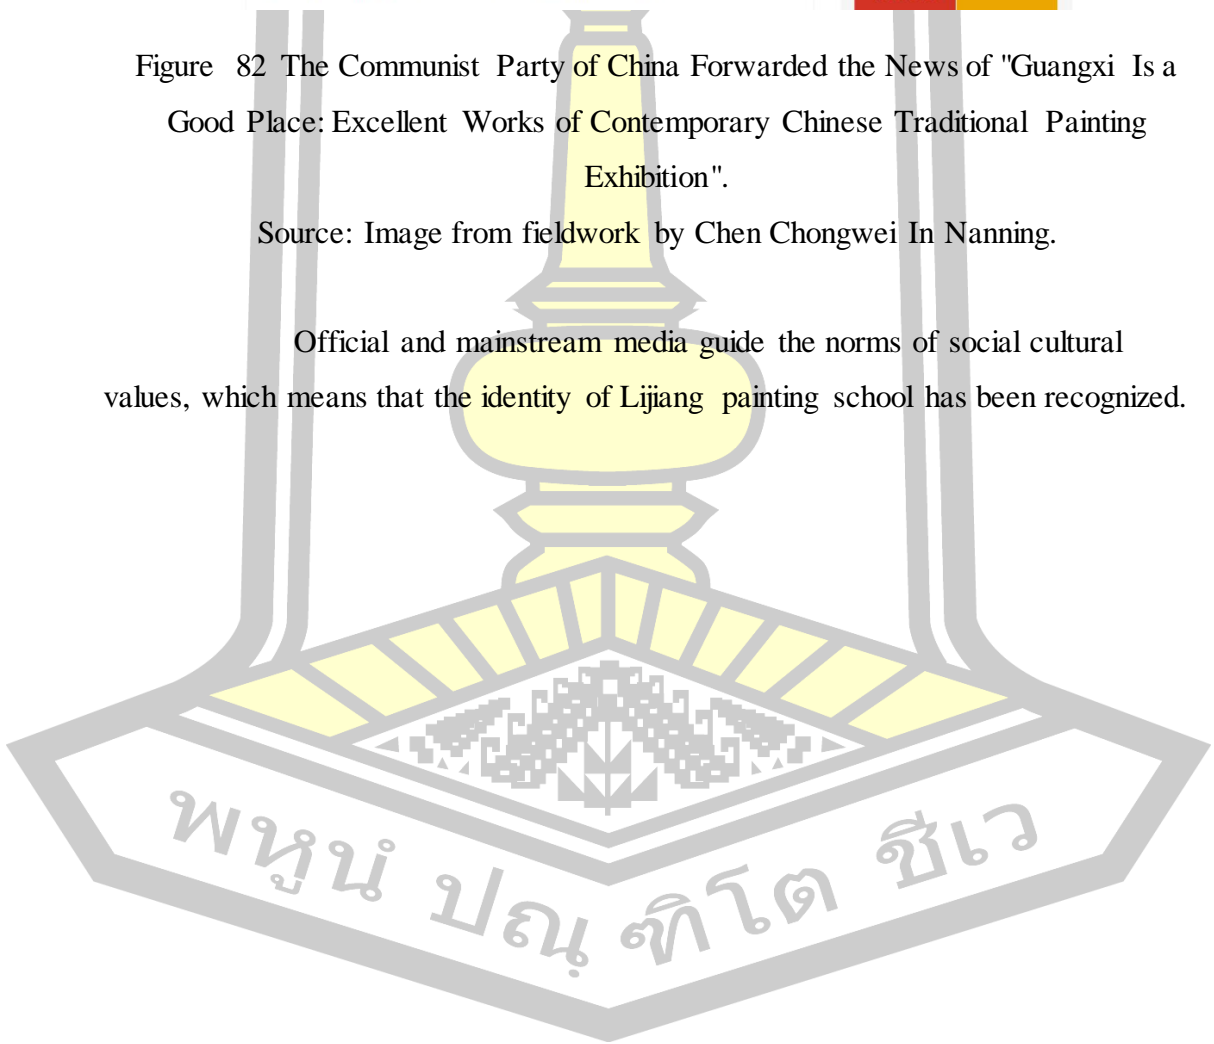 Figure 82 The Communist Party of China Forwarded the News of "Guangxi Is a
Good Place: Excellent Works of Contemporary Chinese Traditional Painting
Exhibition".
Source: Image from fieldwork by Chen Chongwei In Nanning.
Official and mainstream media guide the norms of social cultural
values, which means that the identity of Lijiang painting school has been recognized.
พหูนํ ปณฺฑิโต ชีเว